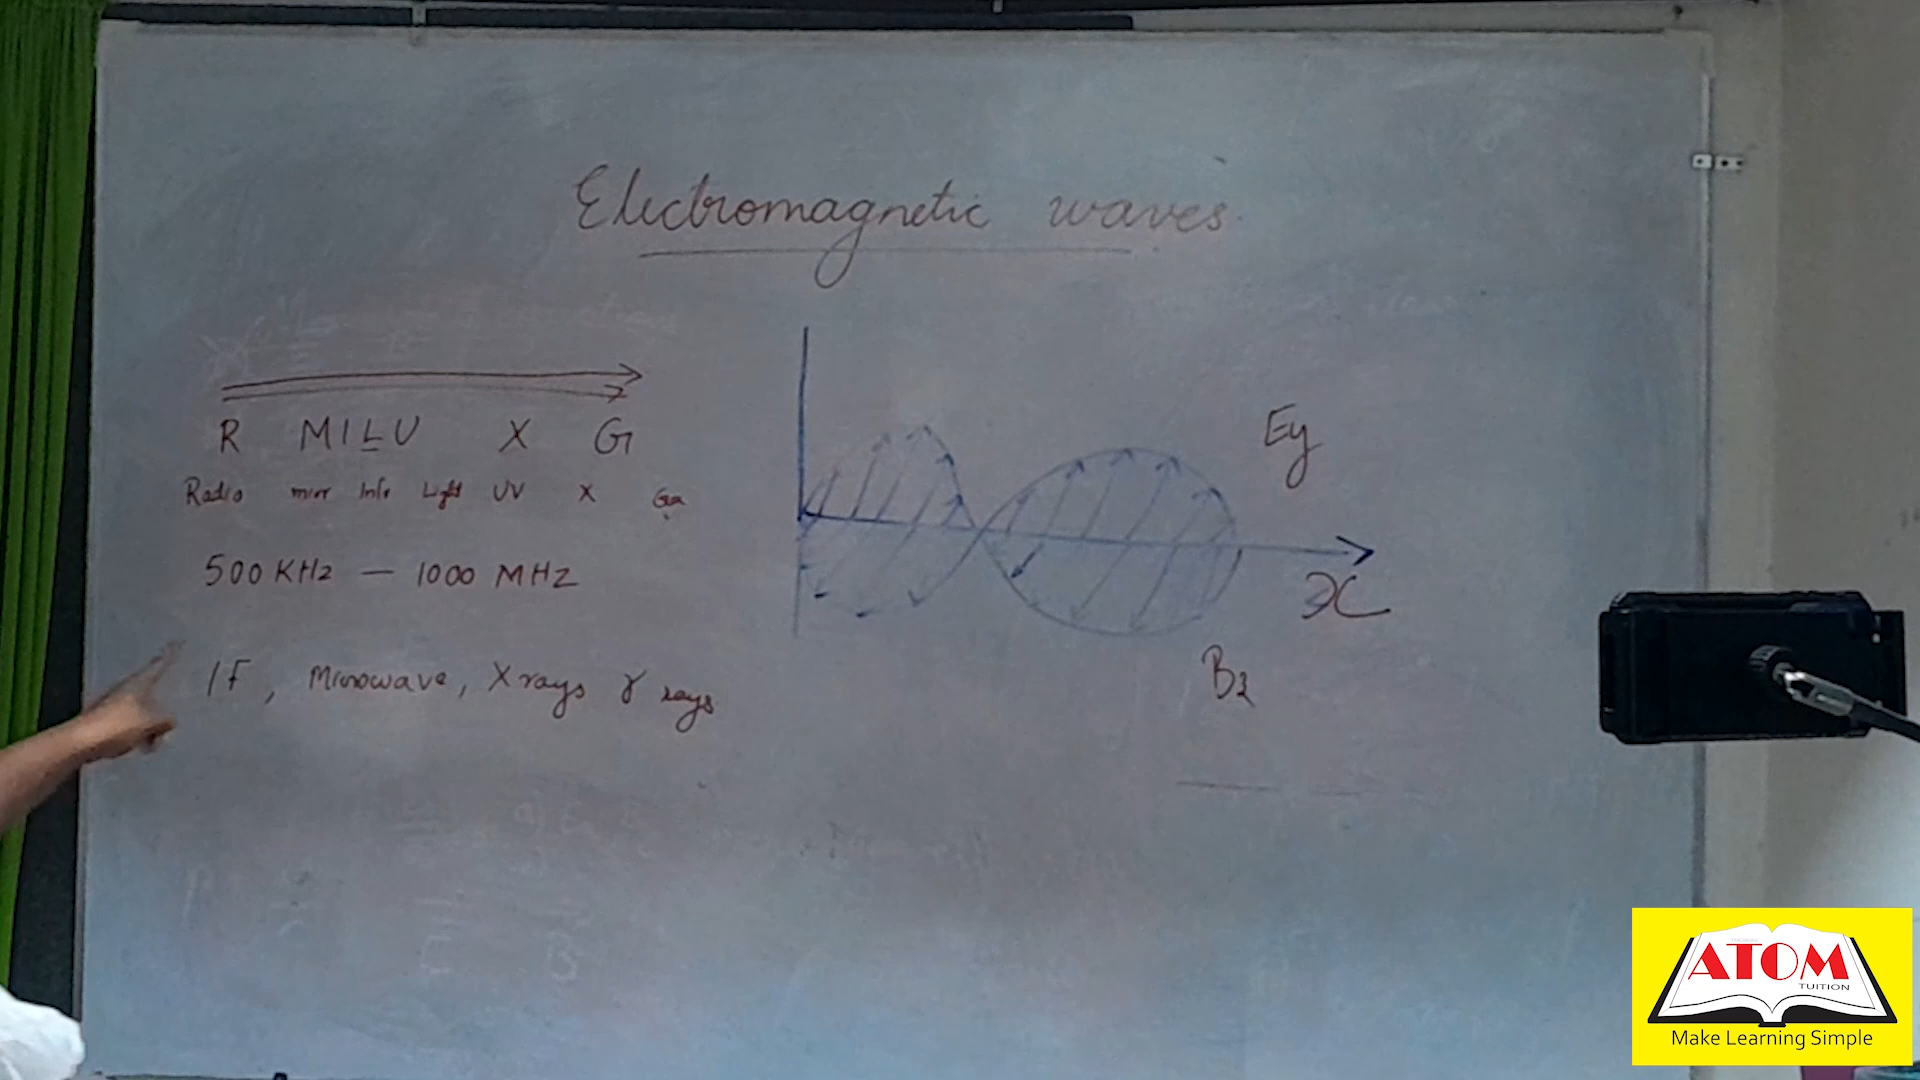 Electromagnetic waves
R MILU X G
Radio micr Infr Light UV X Ga
500 KHz – 1000 MHZ
IF, Microwave, X rays γ rays
Ey
x
Bz
ATOM
TUITION
Make Learning Simple